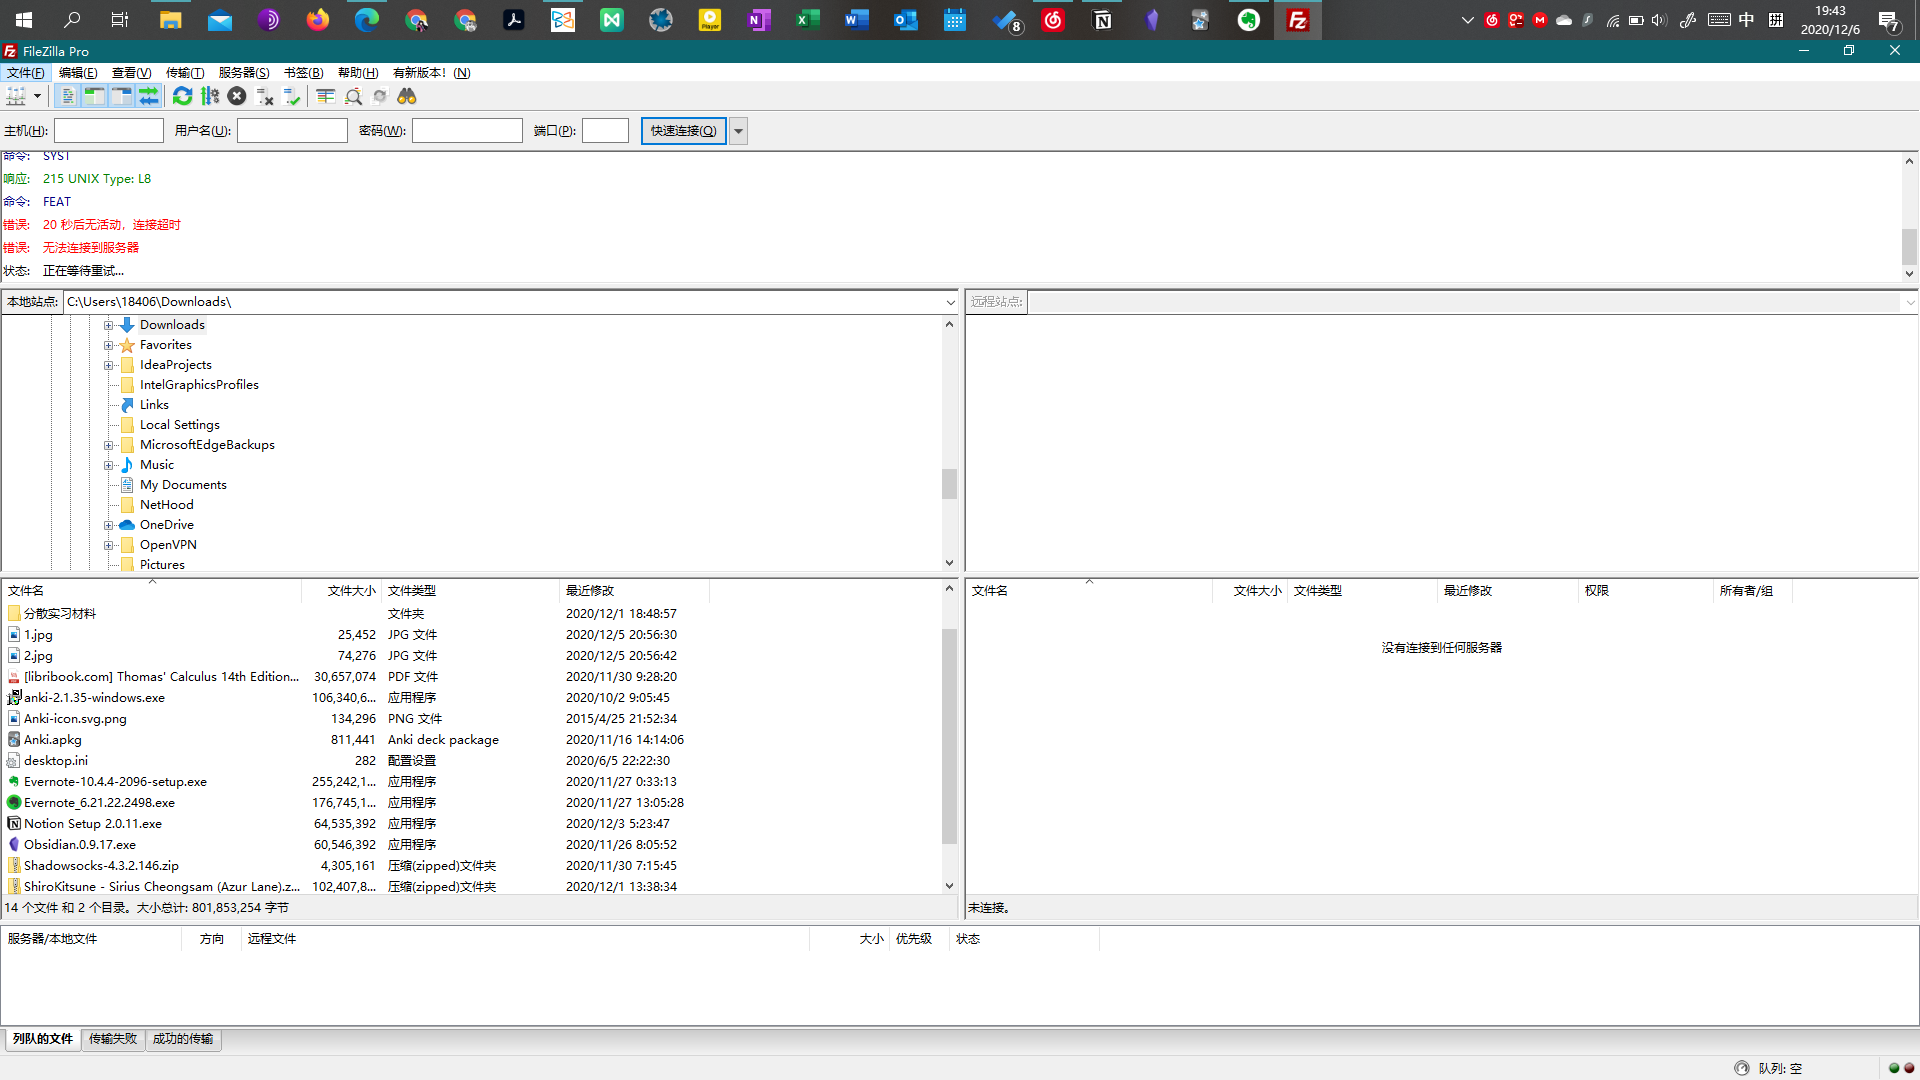 Player
8
中
拼
19:43
2020/12/6
7
FileZilla Pro
文件(F) 编辑(E) 查看(V) 传输(T) 服务器(S) 书签(B) 帮助(H) 有新版本！(N)
主机(H): 用户名(U): 密码(W): 端口(P): 快速连接(Q)
命令: SYST
响应: 215 UNIX Type: L8
命令: FEAT
错误: 20 秒后无活动，连接超时
错误: 无法连接到服务器
状态: 正在等待重试...
本地站点: C:\Users\18406\Downloads\
远程站点:
Downloads
Favorites
IdeaProjects
IntelGraphicsProfiles
Links
Local Settings
MicrosoftEdgeBackups
Music
My Documents
NetHood
OneDrive
OpenVPN
Pictures
文件名 文件大小 文件类型 最近修改
分散实习材料 文件夹 2020/12/1 18:48:57
1.jpg 25,452 JPG 文件 2020/12/5 20:56:30
2.jpg 74,276 JPG 文件 2020/12/5 20:56:42
[libribook.com] Thomas' Calculus 14th Edition... 30,657,074 PDF 文件 2020/11/30 9:28:20
anki-2.1.35-windows.exe 106,340,6... 应用程序 2020/10/2 9:05:45
Anki-icon.svg.png 134,296 PNG 文件 2015/4/25 21:52:34
Anki.apkg 811,441 Anki deck package 2020/11/16 14:14:06
desktop.ini 282 配置设置 2020/6/5 22:22:30
Evernote-10.4.4-2096-setup.exe 255,242,1... 应用程序 2020/11/27 0:33:13
Evernote_6.21.22.2498.exe 176,745,1... 应用程序 2020/11/27 13:05:28
Notion Setup 2.0.11.exe 64,535,392 应用程序 2020/12/3 5:23:47
Obsidian.0.9.17.exe 60,546,392 应用程序 2020/11/26 8:05:52
Shadowsocks-4.3.2.146.zip 4,305,161 压缩(zipped)文件夹 2020/11/30 7:15:45
ShiroKitsune - Sirius Cheongsam (Azur Lane).z... 102,407,8... 压缩(zipped)文件夹 2020/12/1 13:38:34
14 个文件 和 2 个目录。大小总计: 801,853,254 字节
文件名 文件大小 文件类型 最近修改 权限 所有者/组
没有连接到任何服务器
未连接。
服务器/本地文件 方向 远程文件 大小 优先级 状态
列队的文件 传输失败 成功的传输
队列: 空